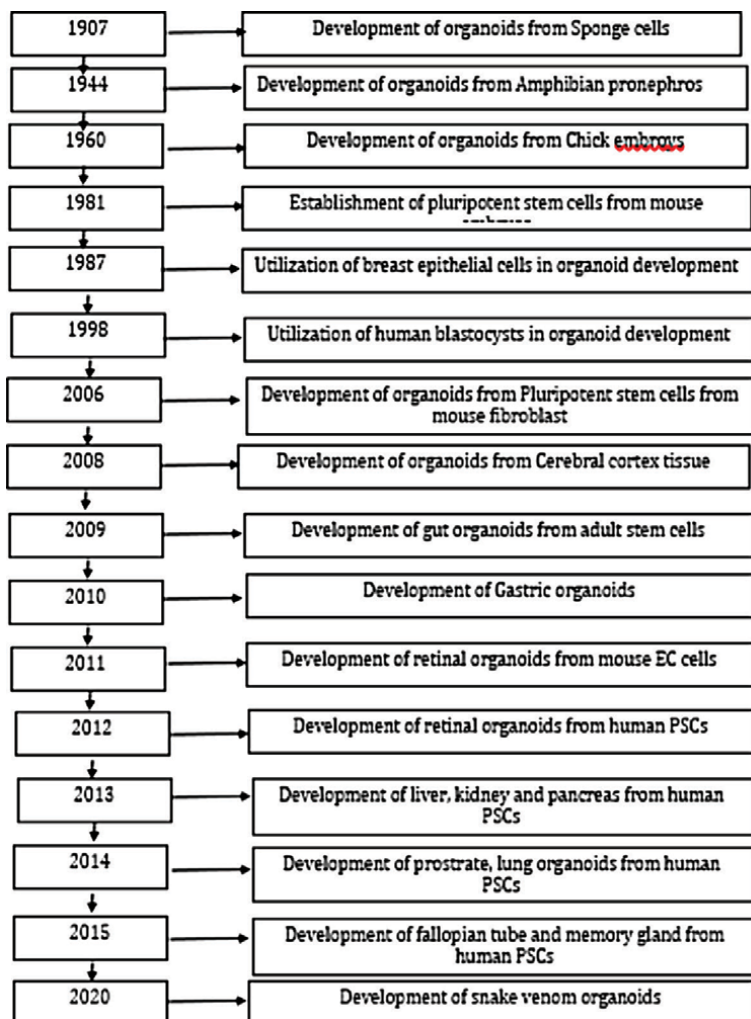 1907
Development of organoids from Sponge cells
1944
Development of organoids from Amphibian pronephros
1960
Development of organoids from Chick embroys
1981
Establishment of pluripotent stem cells from mouse
1987
Utilization of breast epithelial cells in organoid development
1998
Utilization of human blastocysts in organoid development
2006
Development of organoids from Pluripotent stem cells from
mouse fibroblast
2008
Development of organoids from Cerebral cortex tissue
2009
Development of gut organoids from adult stem cells
2010
Development of Gastric organoids
2011
Development of retinal organoids from mouse EC cells
2012
Development of retinal organoids from human PSCs
2013
Development of liver, kidney and pancreas from human
PSCs
2014
Development of prostrate, lung organoids from human
PSCs
2015
Development of fallopian tube and memory gland from
human PSCs
2020
Development of snake venom organoids